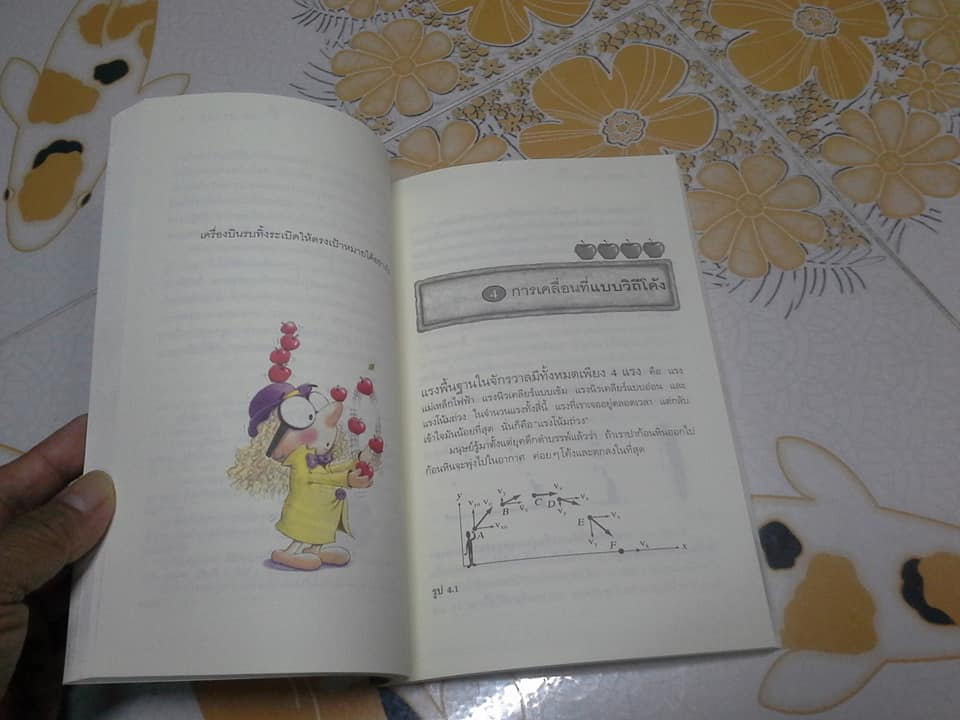 เครื่องบินรบทิ้งระเบิดให้ตรงเป้าหมายได้อย่างไร
4 การเคลื่อนที่แบบวิถีโค้ง
แรงพื้นฐานในจักรวาลมีทั้งหมดเพียง 4 แรง คือ แรง
แม่เหล็กไฟฟ้า แรงนิวเคลียร์แบบเข้ม แรงนิวเคลียร์แบบอ่อน และ
แรงโน้มถ่วง ในจำนวนแรงทั้งสี่นี้ แรงที่เราเจออยู่ตลอดเวลา แต่กลับ
เข้าใจมันน้อยที่สุด นั่นก็คือ"แรงโน้มถ่วง"
มนุษย์รู้มาตั้งแต่ยุคดึกดำบรรพ์แล้วว่า ถ้าเราปาก้อนหินออกไป
ก้อนหินจะพุ่งไปในอากาศ ค่อยๆโค้งและตกลงในที่สุด
y
A B C D E F
x
รูป 4.1